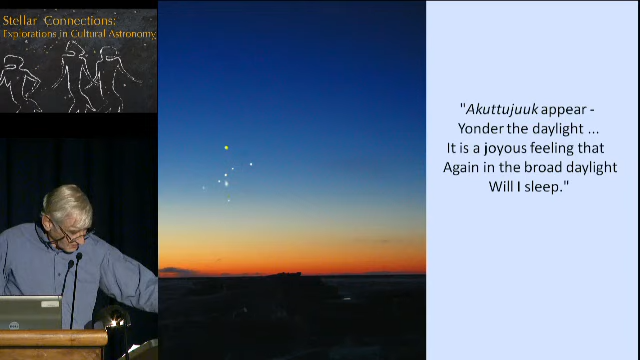 Stellar Connections:
Explorations in Cultural Astronomy
"Akuttujuuk appear -
Yonder the daylight ...
It is a joyous feeling that
Again in the broad daylight
Will I sleep."